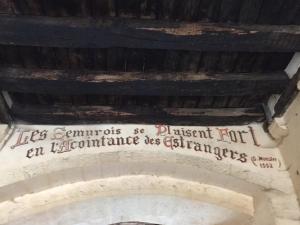 Les Semurois se Plaisent Fort
en l'Acointance des Estrangers